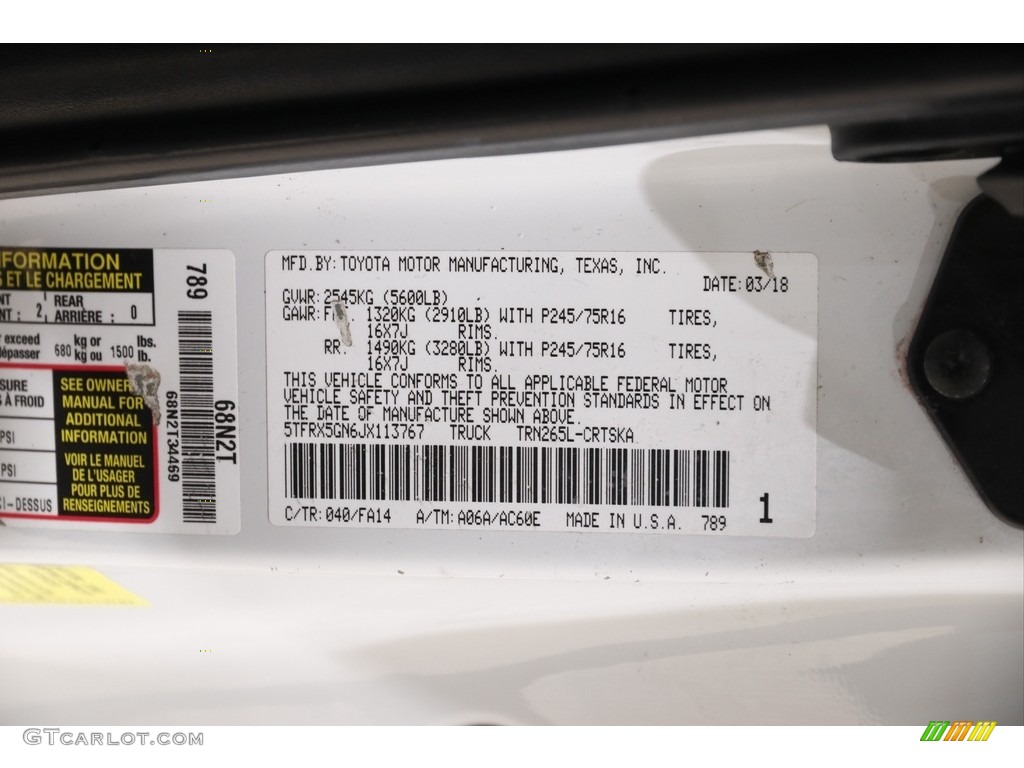 FORMATION
S ET LE CHARGEMENT
NT : 2, REAR ARRIÈRE : 0
r exceed dépasser 680 kg or kg ou 1500 lbs. lb.
SURE
S À FROID
PSI
PSI
CI-DESSUS
SEE OWNER
MANUAL FOR
ADDITIONAL
INFORMATION
VOIR LE MANUEL
DE L'USAGER
POUR PLUS DE
RENSEIGNEMENTS
789
68N2T34469
68N2T
MFD.BY:TOYOTA MOTOR MANUFACTURING, TEXAS, INC.
DATE:03/18
GVWR:2545KG (5600LB)
GAWR:FRT. 1320KG (2910LB) WITH P245/75R16 TIRES,
16X7J RIMS.
RR. 1490KG (3280LB) WITH P245/75R16 TIRES,
16X7J RIMS.
THIS VEHICLE CONFORMS TO ALL APPLICABLE FEDERAL MOTOR
VEHICLE SAFETY AND THEFT PREVENTION STANDARDS IN EFFECT ON
THE DATE OF MANUFACTURE SHOWN ABOVE.
5TFRX5GN6JX113767 TRUCK TRN265L-CRTSKA
C/TR:040/FA14 A/TM:A06A/AC60E MADE IN U.S.A. 789
1
GTcarlot.com